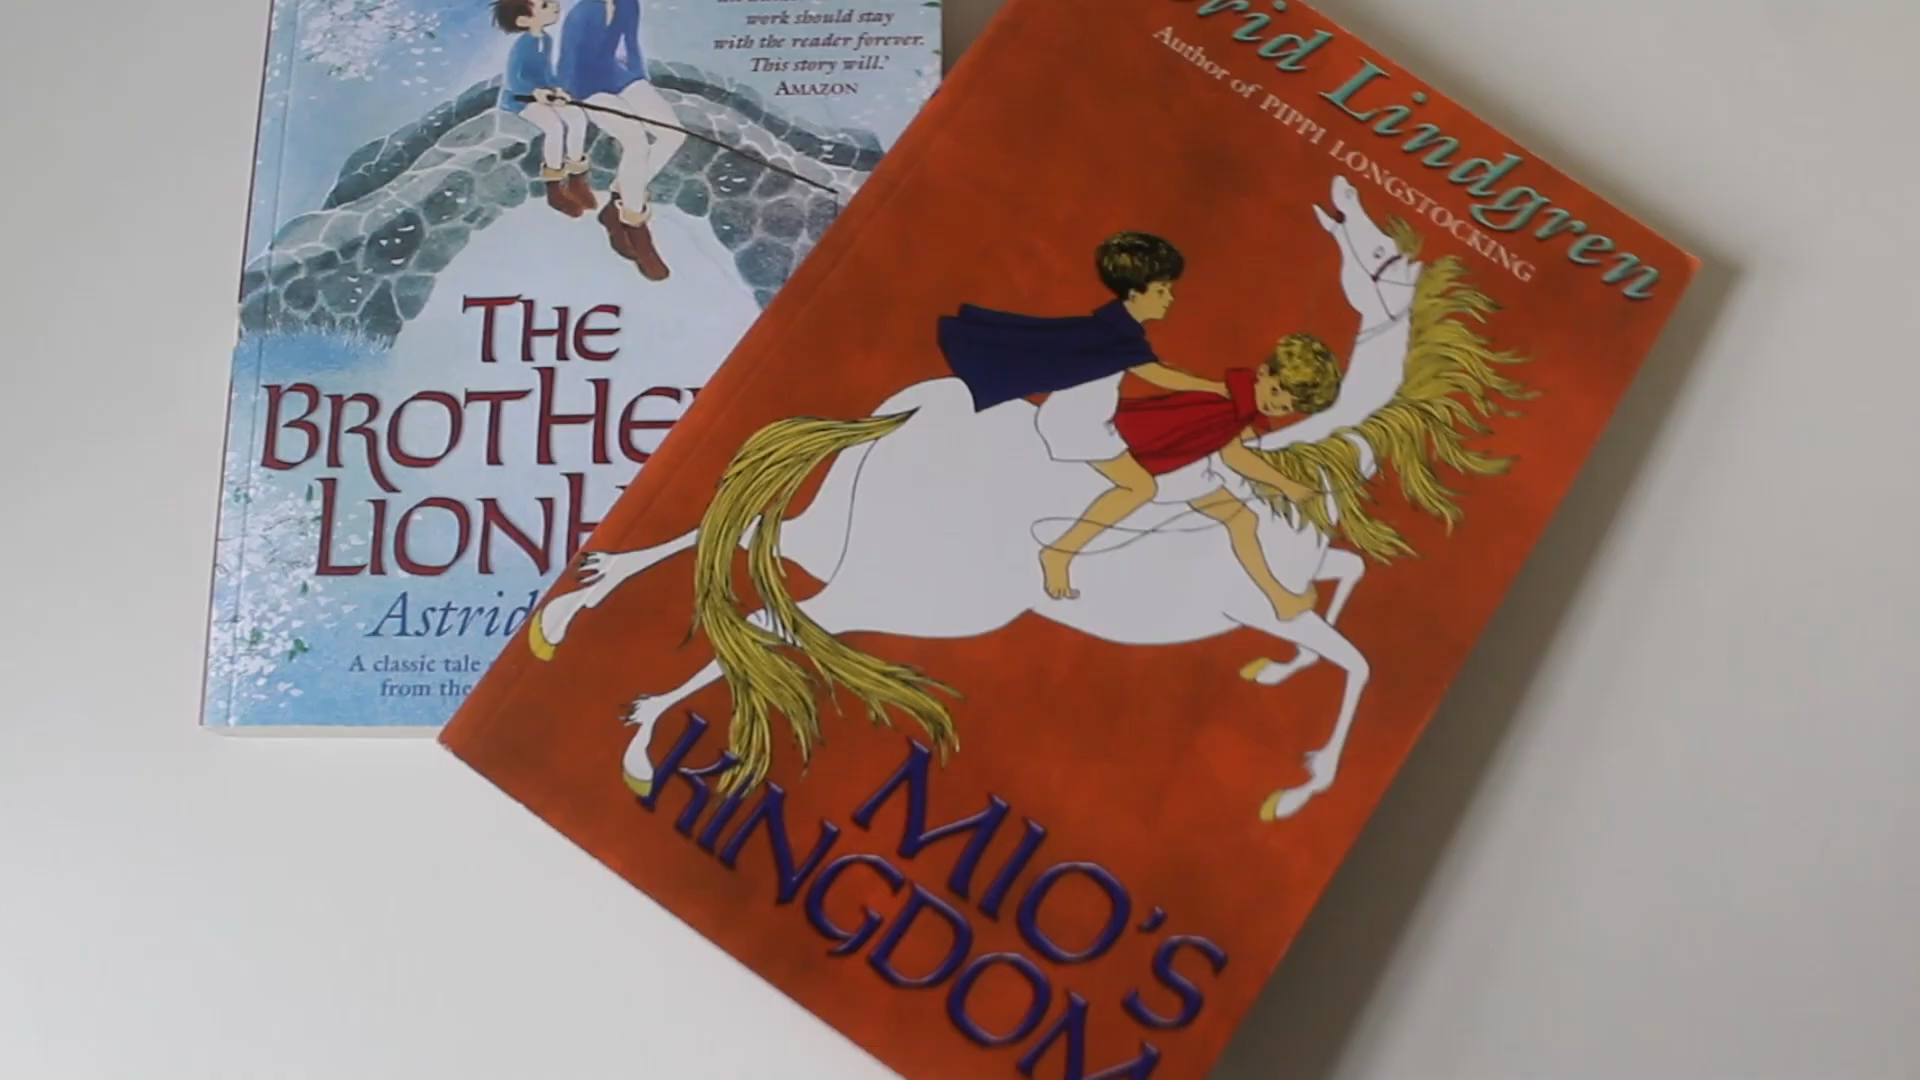 work should stay
with the reader forever.
This story will.'
AMAZON
THE
BROTHE
LIONH
Astrid
A classic tale
from the
rid Lindgren
Author of PIPPI LONGSTOCKING
MIO'S
KINGDOM